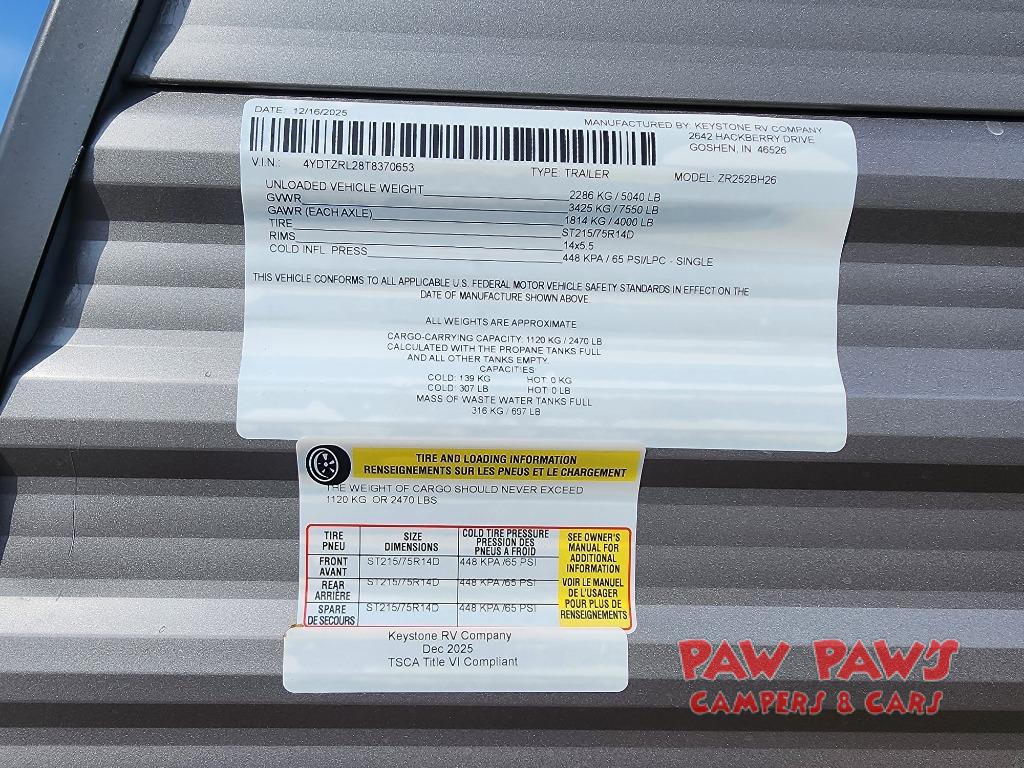 DATE: 12/16/2025
MANUFACTURED BY: KEYSTONE RV COMPANY
2642 HACKBERRY DRIVE
GOSHEN, IN 46526
V.I.N.: 4YDTZRL28T8370653
TYPE: TRAILER
MODEL: ZR252BH26
UNLOADED VEHICLE WEIGHT 2286 KG / 5040 LB
GVWR 3425 KG / 7550 LB
GAWR (EACH AXLE) 1814 KG / 4000 LB
TIRE ST215/75R14D
RIMS 14x5.5
COLD INFL. PRESS 448 KPA / 65 PSI/LPC - SINGLE
THIS VEHICLE CONFORMS TO ALL APPLICABLE U.S. FEDERAL MOTOR VEHICLE SAFETY STANDARDS IN EFFECT ON THE
DATE OF MANUFACTURE SHOWN ABOVE.
ALL WEIGHTS ARE APPROXIMATE
CARGO-CARRYING CAPACITY: 1120 KG / 2470 LB
CALCULATED WITH THE PROPANE TANKS FULL
AND ALL OTHER TANKS EMPTY.
CAPACITIES
COLD: 139 KG HOT: 0 KG
COLD: 307 LB HOT: 0 LB
MASS OF WASTE WATER TANKS FULL
316 KG / 697 LB
TIRE AND LOADING INFORMATION
RENSEIGNEMENTS SUR LES PNEUS ET LE CHARGEMENT
THE WEIGHT OF CARGO SHOULD NEVER EXCEED
1120 KG OR 2470 LBS
TIRE
PNEU
SIZE
DIMENSIONS
COLD TIRE PRESSURE
PRESSION DES
PNEUS A FROID
FRONT
AVANT
ST215/75R14D
448 KPA /65 PSI
REAR
ARRIÈRE
ST215/75R14D
448 KPA /65 PSI
SPARE
DE SECOURS
ST215/75R14D
448 KPA /65 PSI
SEE OWNER'S
MANUAL FOR
ADDITIONAL
INFORMATION
VOIR LE MANUEL
DE L'USAGER
POUR PLUS DE
RENSEIGNEMENTS
Keystone RV Company
Dec 2025
TSCA Title VI Compliant
PAW PAW'S
CAMPERS & CARS